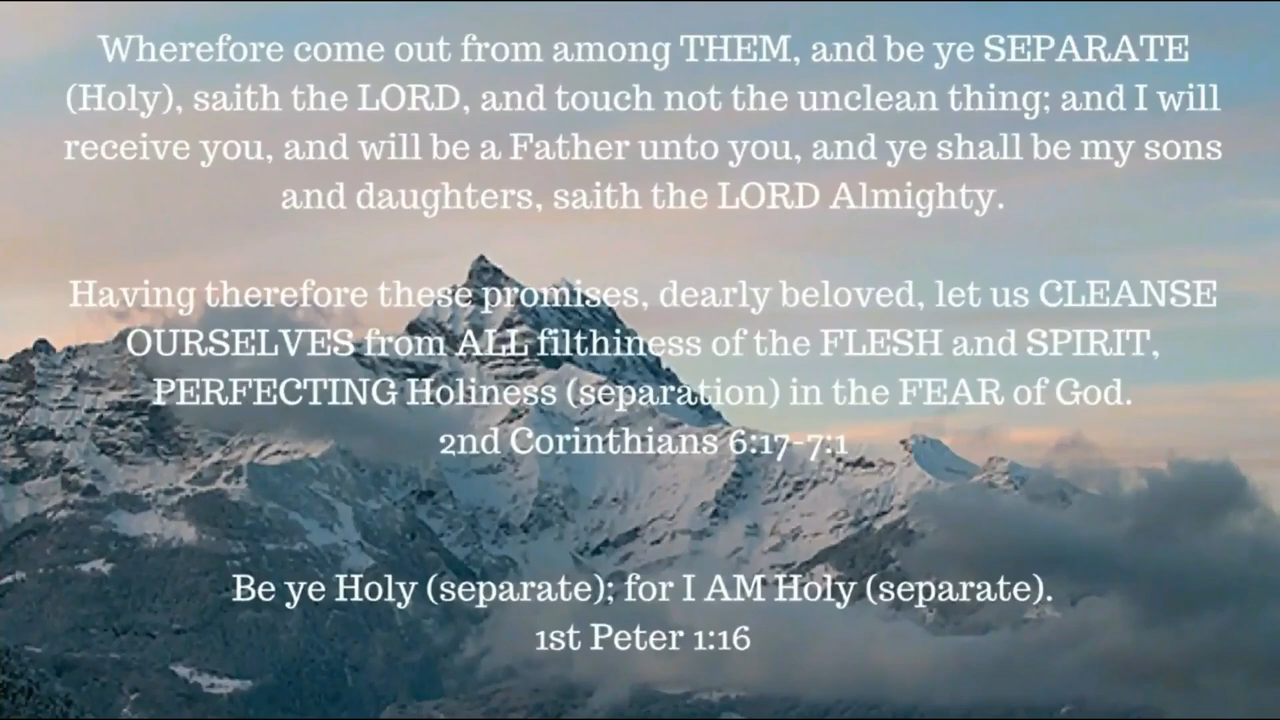 Wherefore come out from among THEM, and be ye SEPARATE
(Holy), saith the LORD, and touch not the unclean thing; and I will
receive you, and will be a Father unto you, and ye shall be my sons
and daughters, saith the LORD Almighty.
Having therefore these promises, dearly beloved, let us CLEANSE
OURSELVES from ALL filthiness of the FLESH and SPIRIT,
PERFECTING Holiness (separation) in the FEAR of God.
2nd Corinthians 6:17-7:1
Be ye Holy (separate); for I AM Holy (separate).
1st Peter 1:16